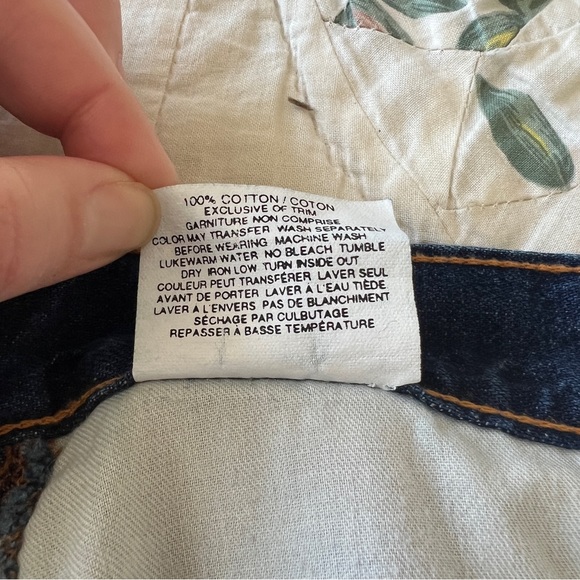 100% COTTON / COTON
EXCLUSIVE OF TRIM
GARNITURE NON COMPRISE
COLOR MAY TRANSFER WASH SEPARATELY
BEFORE WEARING MACHINE WASH
LUKEWARM WATER NO BLEACH TUMBLE
DRY IRON LOW TURN INSIDE OUT
COULEUR PEUT TRANSFÉRER LAVER SEUL
AVANT DE PORTER LAVER A L'EAU TIÈDE
LAVER A L'ENVERS PAS DE BLANCHIMENT
SÉCHAGE PAR CULBUTAGE
REPASSER À BASSE TEMPÉRATURE